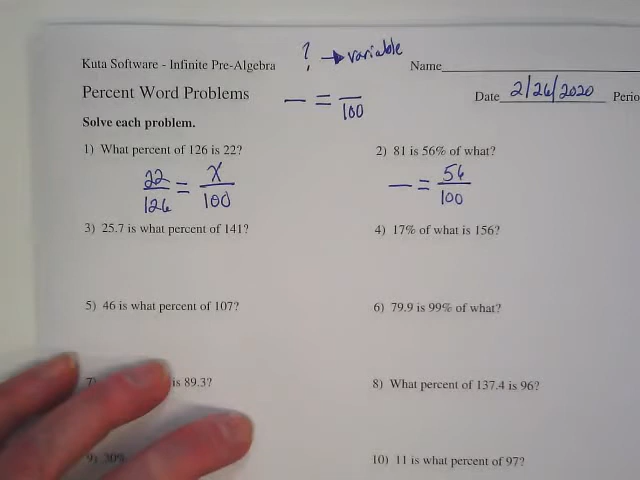 ? → variable
Kuta Software - Infinite Pre-Algebra
Name
Percent Word Problems
— = —/100
Date 2/26/2020 Perio
Solve each problem.
1) What percent of 126 is 22?
22/126 = x/100
2) 81 is 56% of what?
— = 56/100
3) 25.7 is what percent of 141?
4) 17% of what is 156?
5) 46 is what percent of 107?
6) 79.9 is 99% of what?
7) is 89.3?
8) What percent of 137.4 is 96?
9) 30%
10) 11 is what percent of 97?